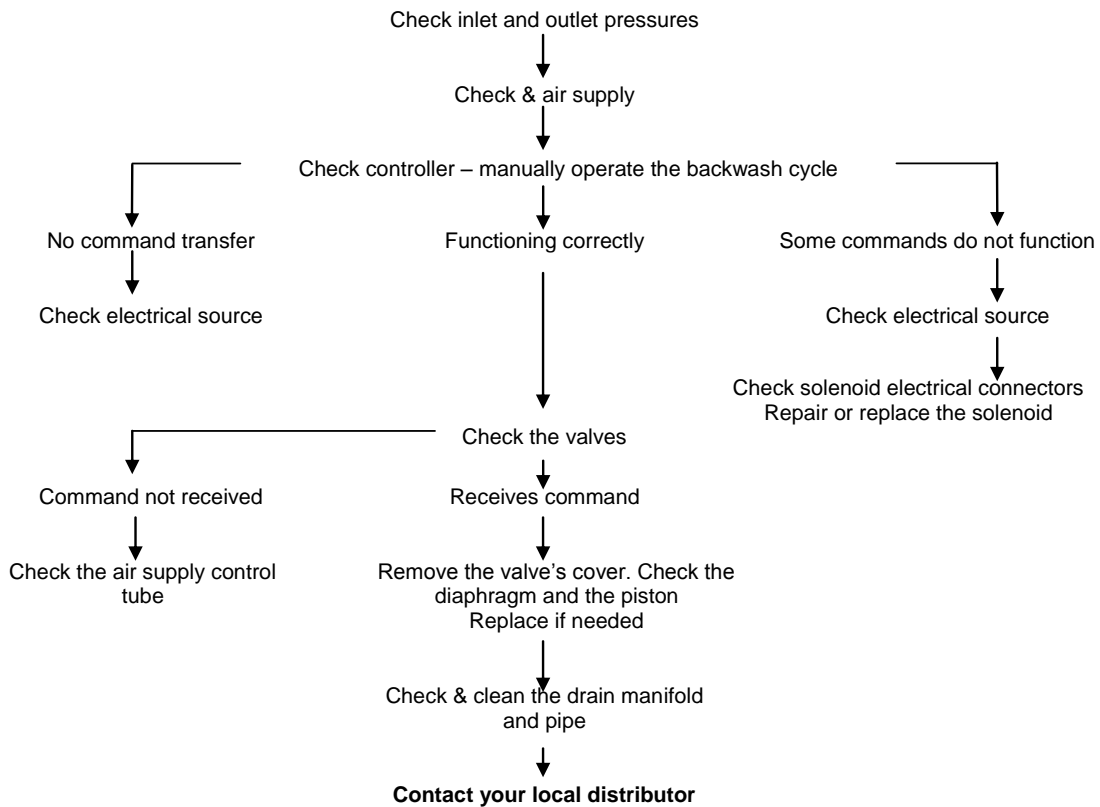 Check inlet and outlet pressures
Check & air supply
Check controller – manually operate the backwash cycle
No command transfer
Functioning correctly
Some commands do not function
Check electrical source
Check electrical source
Check solenoid electrical connectors
Repair or replace the solenoid
Check the valves
Command not received
Receives command
Check the air supply control
tube
Remove the valve’s cover. Check the
diaphragm and the piston
Replace if needed
Check & clean the drain manifold
and pipe
Contact your local distributor